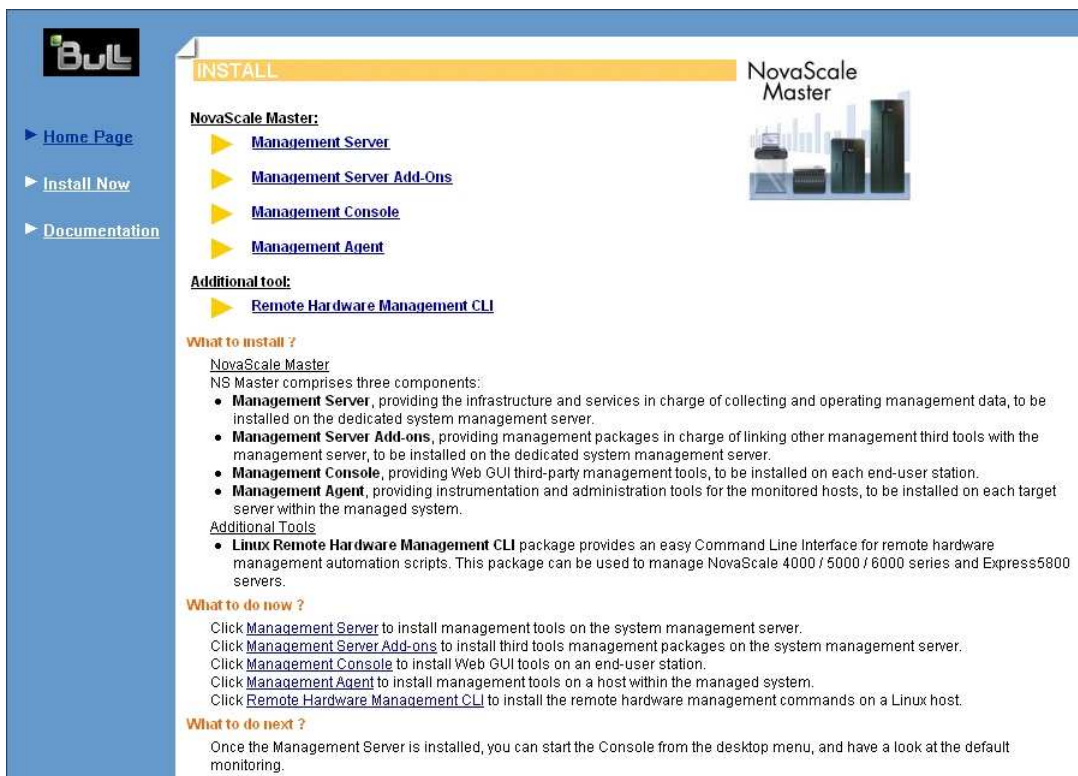 Bull
INSTALL
NovaScale
Master
Home Page
Install Now
Documentation
NovaScale Master:
Management Server
Management Server Add-Ons
Management Console
Management Agent
Additional tool:
Remote Hardware Management CLI
What to install ?
NovaScale Master
NS Master comprises three components:
• Management Server, providing the infrastructure and services in charge of collecting and operating management data, to be
installed on the dedicated system management server.
• Management Server Add-ons, providing management packages in charge of linking other management third tools with the
management server, to be installed on the dedicated system management server.
• Management Console, providing Web GUI third-party management tools, to be installed on each end-user station.
• Management Agent, providing instrumentation and administration tools for the monitored hosts, to be installed on each target
server within the managed system.
Additional Tools
• Linux Remote Hardware Management CLI package provides an easy Command Line Interface for remote hardware
management automation scripts. This package can be used to manage NovaScale 4000 / 5000 / 6000 series and Express5800
servers.
What to do now ?
Click Management Server to install management tools on the system management server.
Click Management Server Add-ons to install third tools management packages on the system management server.
Click Management Console to install Web GUI tools on an end-user station.
Click Management Agent to install management tools on a host within the managed system.
Click Remote Hardware Management CLI to install the remote hardware management commands on a Linux host.
What to do next ?
Once the Management Server is installed, you can start the Console from the desktop menu, and have a look at the default
monitoring.